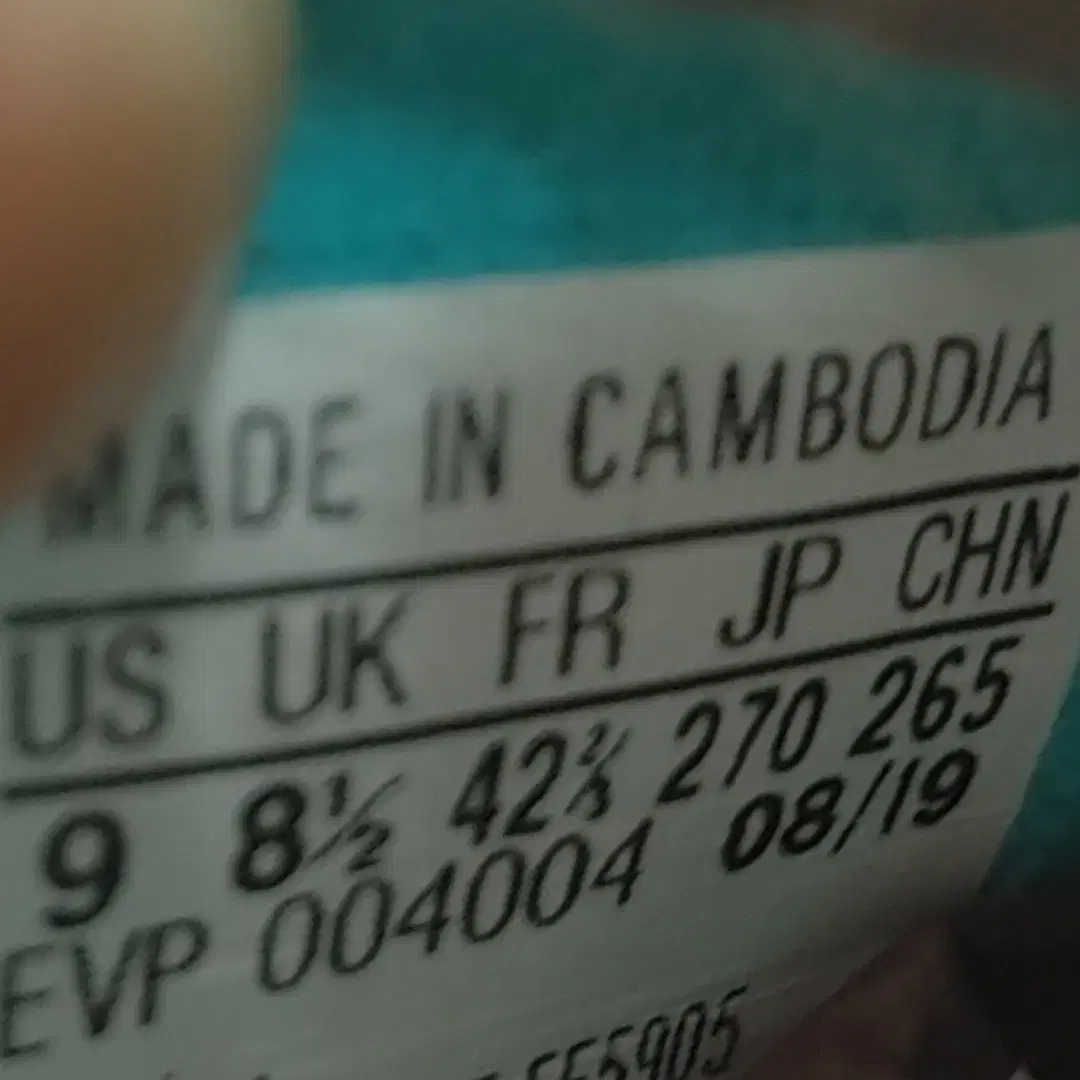 MADE IN CAMBODIA
US UK FR JP CHN
9 8½ 42⅔ 270 265
EVP 004004 08/19